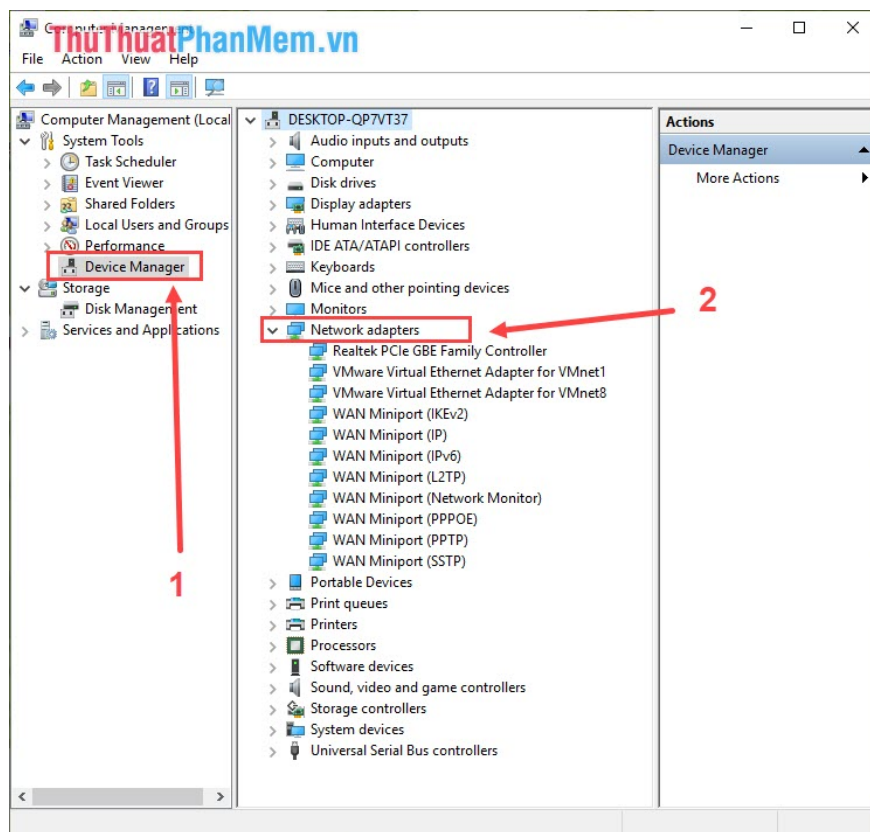 Computer Management
ThuThuatPhanMem.vn
File Action View Help
Computer Management (Local
System Tools
Task Scheduler
Event Viewer
Shared Folders
Local Users and Groups
Performance
Device Manager
Storage
Disk Management
Services and Applications
1
DESKTOP-QP7VT37
Audio inputs and outputs
Computer
Disk drives
Display adapters
Human Interface Devices
IDE ATA/ATAPI controllers
Keyboards
Mice and other pointing devices
Monitors
Network adapters
Realtek PCIe GBE Family Controller
VMware Virtual Ethernet Adapter for VMnet1
VMware Virtual Ethernet Adapter for VMnet8
WAN Miniport (IKEv2)
WAN Miniport (IP)
WAN Miniport (IPv6)
WAN Miniport (L2TP)
WAN Miniport (Network Monitor)
WAN Miniport (PPPOE)
WAN Miniport (PPTP)
WAN Miniport (SSTP)
Portable Devices
Print queues
Printers
Processors
Software devices
Sound, video and game controllers
Storage controllers
System devices
Universal Serial Bus controllers
2
Actions
Device Manager
More Actions